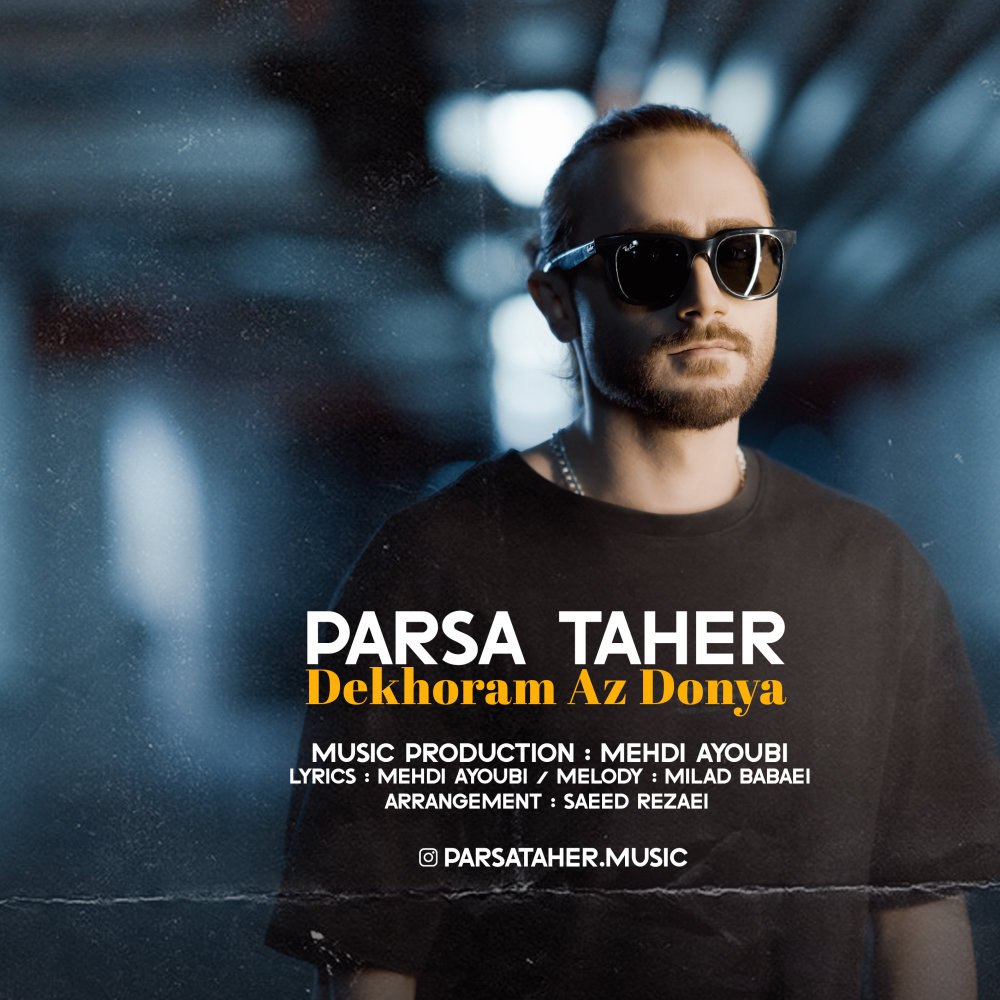 PARSA TAHER
Dekhoram Az Donya
MUSIC PRODUCTION : MEHDI AYOUBI
LYRICS : MEHDI AYOUBI / MELODY : MILAD BABAEI
ARRANGEMENT : SAEED REZAEI
PARSATAHER.MUSIC